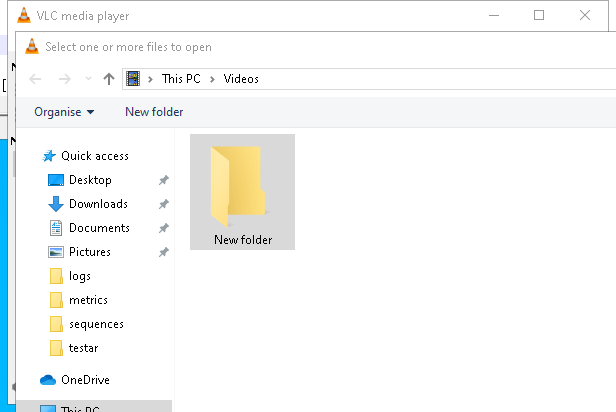 VLC media player
Select one or more files to open
This PC > Videos
Organise New folder
Quick access
Desktop
Downloads
Documents
Pictures
logs
metrics
sequences
testar
OneDrive
This PC
New folder